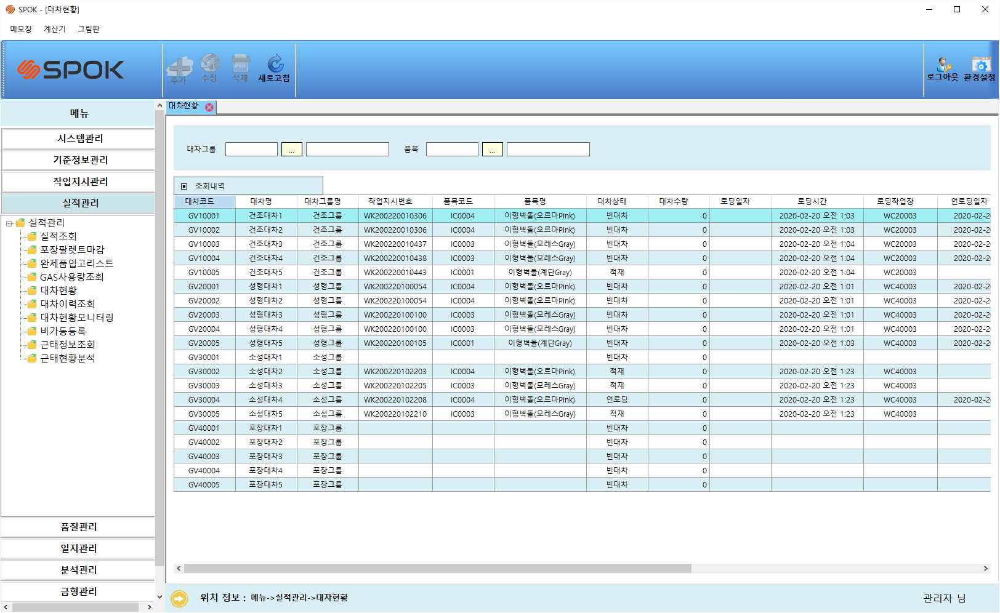 SPOK - [대차현황]
메모장 계산기 그림판
SPOK 추가 수정 삭제 새로고침 로그아웃 환경설정
메뉴
시스템관리
기준정보관리
작업지시관리
실적관리
실적관리
실적조회
포장팔렛트마감
완제품입고리스트
GAS사용량조회
대차현황
대차이력조회
대차현황모니터링
비가동등록
근태정보조회
근태현황분석
품질관리
일지관리
분석관리
금형관리
대차현황
대차그룹 ... 품목 ...
조회내역
대차코드 대차명 대차그룹명 작업지시번호 품목코드 품목명 대차상태 대차수량 로딩일자 로딩시간 로딩작업장 언로딩일자
GV10001 건조대차1 건조그룹 WK200220010306 IC0004 이형벽돌(오르마Pink) 빈대차 0 2020-02-20 오전 1:03 WC20003 2020-02-2
GV10002 건조대차2 건조그룹 WK200220010306 IC0004 이형벽돌(오르마Pink) 빈대차 0 2020-02-20 오전 1:03 WC20003 2020-02-2
GV10003 건조대차3 건조그룹 WK200220010437 IC0003 이형벽돌(모레스Gray) 빈대차 0 2020-02-20 오전 1:04 WC20003 2020-02-2
GV10004 건조대차4 건조그룹 WK200220010438 IC0003 이형벽돌(모레스Gray) 빈대차 0 2020-02-20 오전 1:04 WC20003 2020-02-2
GV10005 건조대차5 건조그룹 WK200220010443 IC0001 이형벽돌(계단Gray) 적재 0 2020-02-20 오전 1:04 WC20003
GV20001 성형대차1 성형그룹 WK200220100054 IC0004 이형벽돌(오르마Pink) 빈대차 0 2020-02-20 오전 1:01 WC40003 2020-02-2
GV20002 성형대차2 성형그룹 WK200220100054 IC0004 이형벽돌(오르마Pink) 빈대차 0 2020-02-20 오전 1:01 WC40003 2020-02-2
GV20003 성형대차3 성형그룹 WK200220100100 IC0003 이형벽돌(모레스Gray) 빈대차 0 2020-02-20 오전 1:01 WC40003 2020-02-2
GV20004 성형대차4 성형그룹 WK200220100100 IC0003 이형벽돌(모레스Gray) 빈대차 0 2020-02-20 오전 1:01 WC40003 2020-02-2
GV20005 성형대차5 성형그룹 WK200220100105 IC0001 이형벽돌(계단Gray) 빈대차 0 2020-02-20 오전 1:03 WC40003 2020-02-2
GV30001 소성대차1 소성그룹 빈대차 0
GV30002 소성대차2 소성그룹 WK200220102203 IC0004 이형벽돌(오르마Pink) 적재 0 2020-02-20 오전 1:23 WC40003
GV30003 소성대차3 소성그룹 WK200220102205 IC0003 이형벽돌(모레스Gray) 적재 0 2020-02-20 오전 1:23 WC40003
GV30004 소성대차4 소성그룹 WK200220102208 IC0004 이형벽돌(오르마Pink) 언로딩 0 2020-02-20 오전 1:23 WC40003 2020-02-2
GV30005 소성대차5 소성그룹 WK200220102210 IC0003 이형벽돌(모레스Gray) 적재 0 2020-02-20 오전 1:23 WC40003
GV40001 포장대차1 포장그룹 빈대차 0
GV40002 포장대차2 포장그룹 빈대차 0
GV40003 포장대차3 포장그룹 빈대차 0
GV40004 포장대차4 포장그룹 빈대차 0
GV40005 포장대차5 포장그룹 빈대차 0
위치 정보 : 메뉴->실적관리->대차현황 관리자 님